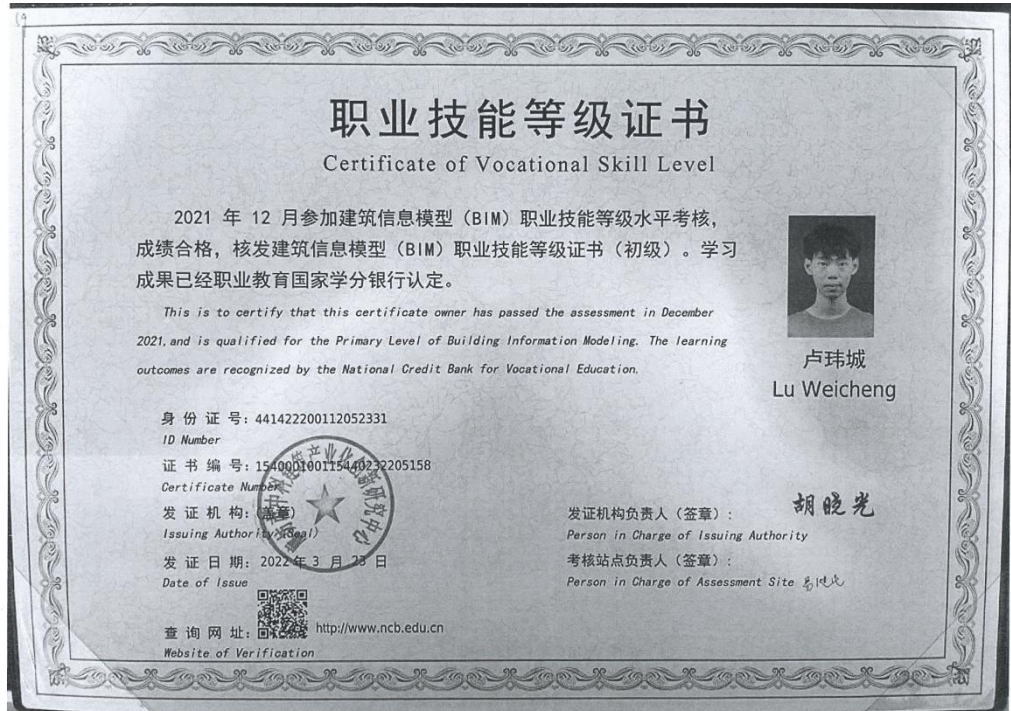 职业技能等级证书
Certificate of Vocational Skill Level
2021 年 12 月参加建筑信息模型（BIM）职业技能等级水平考核，
成绩合格，核发建筑信息模型（BIM）职业技能等级证书（初级）。学习
成果已经职业教育国家学分银行认定。
This is to certify that this certificate owner has passed the assessment in December
2021, and is qualified for the Primary Level of Building Information Modeling. The learning
outcomes are recognized by the National Credit Bank for Vocational Education.
卢玮城
Lu Weicheng
身 份 证 号：441422200112052331
ID Number
证 书 编 号：154000100115440232205158
Certificate Number
发 证 机 构：（盖章）
Issuing Authority (Seal)
发 证 日 期：2022 年 3 月 23 日
Date of Issue
查 询 网 址：http://www.ncb.edu.cn
Website of Verification
发证机构负责人（签章）：胡晓光
Person in Charge of Issuing Authority
考核站点负责人（签章）：
Person in Charge of Assessment Site